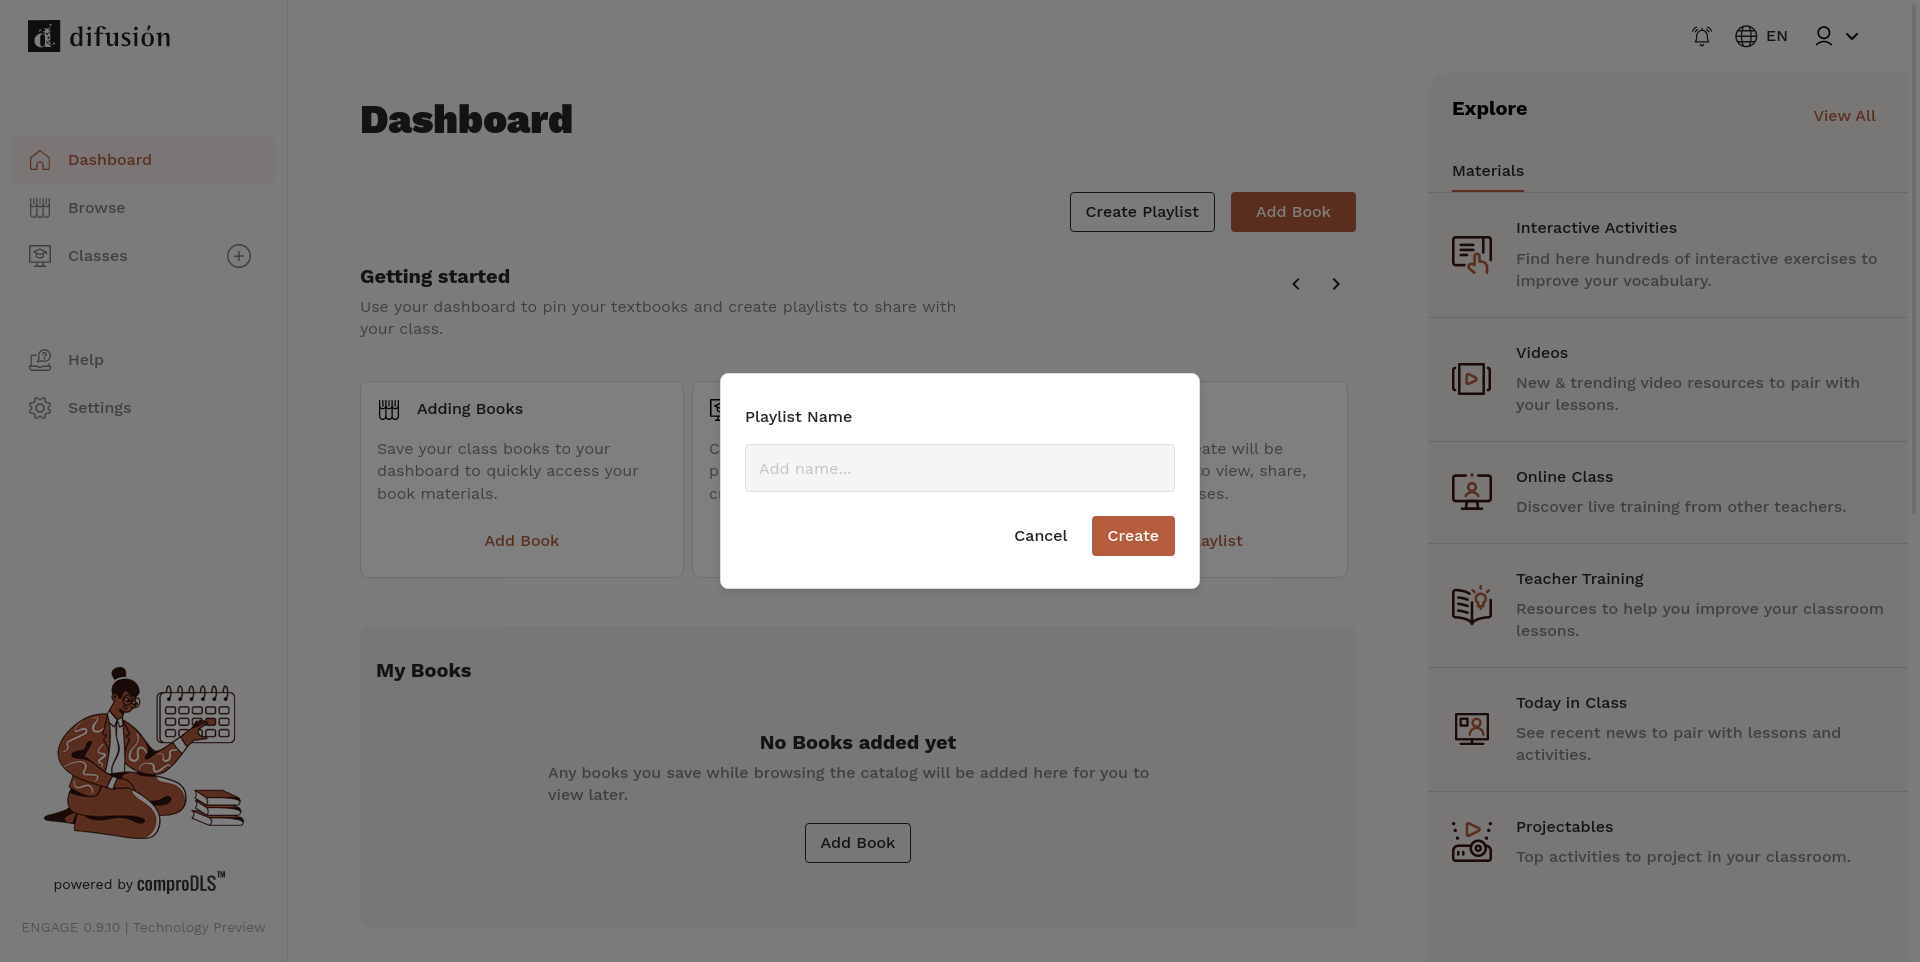 difusión
EN
Dashboard
Browse
Classes
Help
Settings
powered by comproDLS™
ENGAGE 0.9.10 | Technology Preview
Dashboard
Create Playlist
Add Book
Getting started
Use your dashboard to pin your textbooks and create playlists to share with
your class.
Adding Books
Save your class books to your
dashboard to quickly access your
book materials.
Add Book
Playlist Name
Add name...
Cancel
Create
will be
view, share,
My Books
No Books added yet
Any books you save while browsing the catalog will be added here for you to
view later.
Add Book
Explore
View All
Materials
Interactive Activities
Find here hundreds of interactive exercises to
improve your vocabulary.
Videos
New & trending video resources to pair with
your lessons.
Online Class
Discover live training from other teachers.
Teacher Training
Resources to help you improve your classroom
lessons.
Today in Class
See recent news to pair with lessons and
activities.
Projectables
Top activities to project in your classroom.